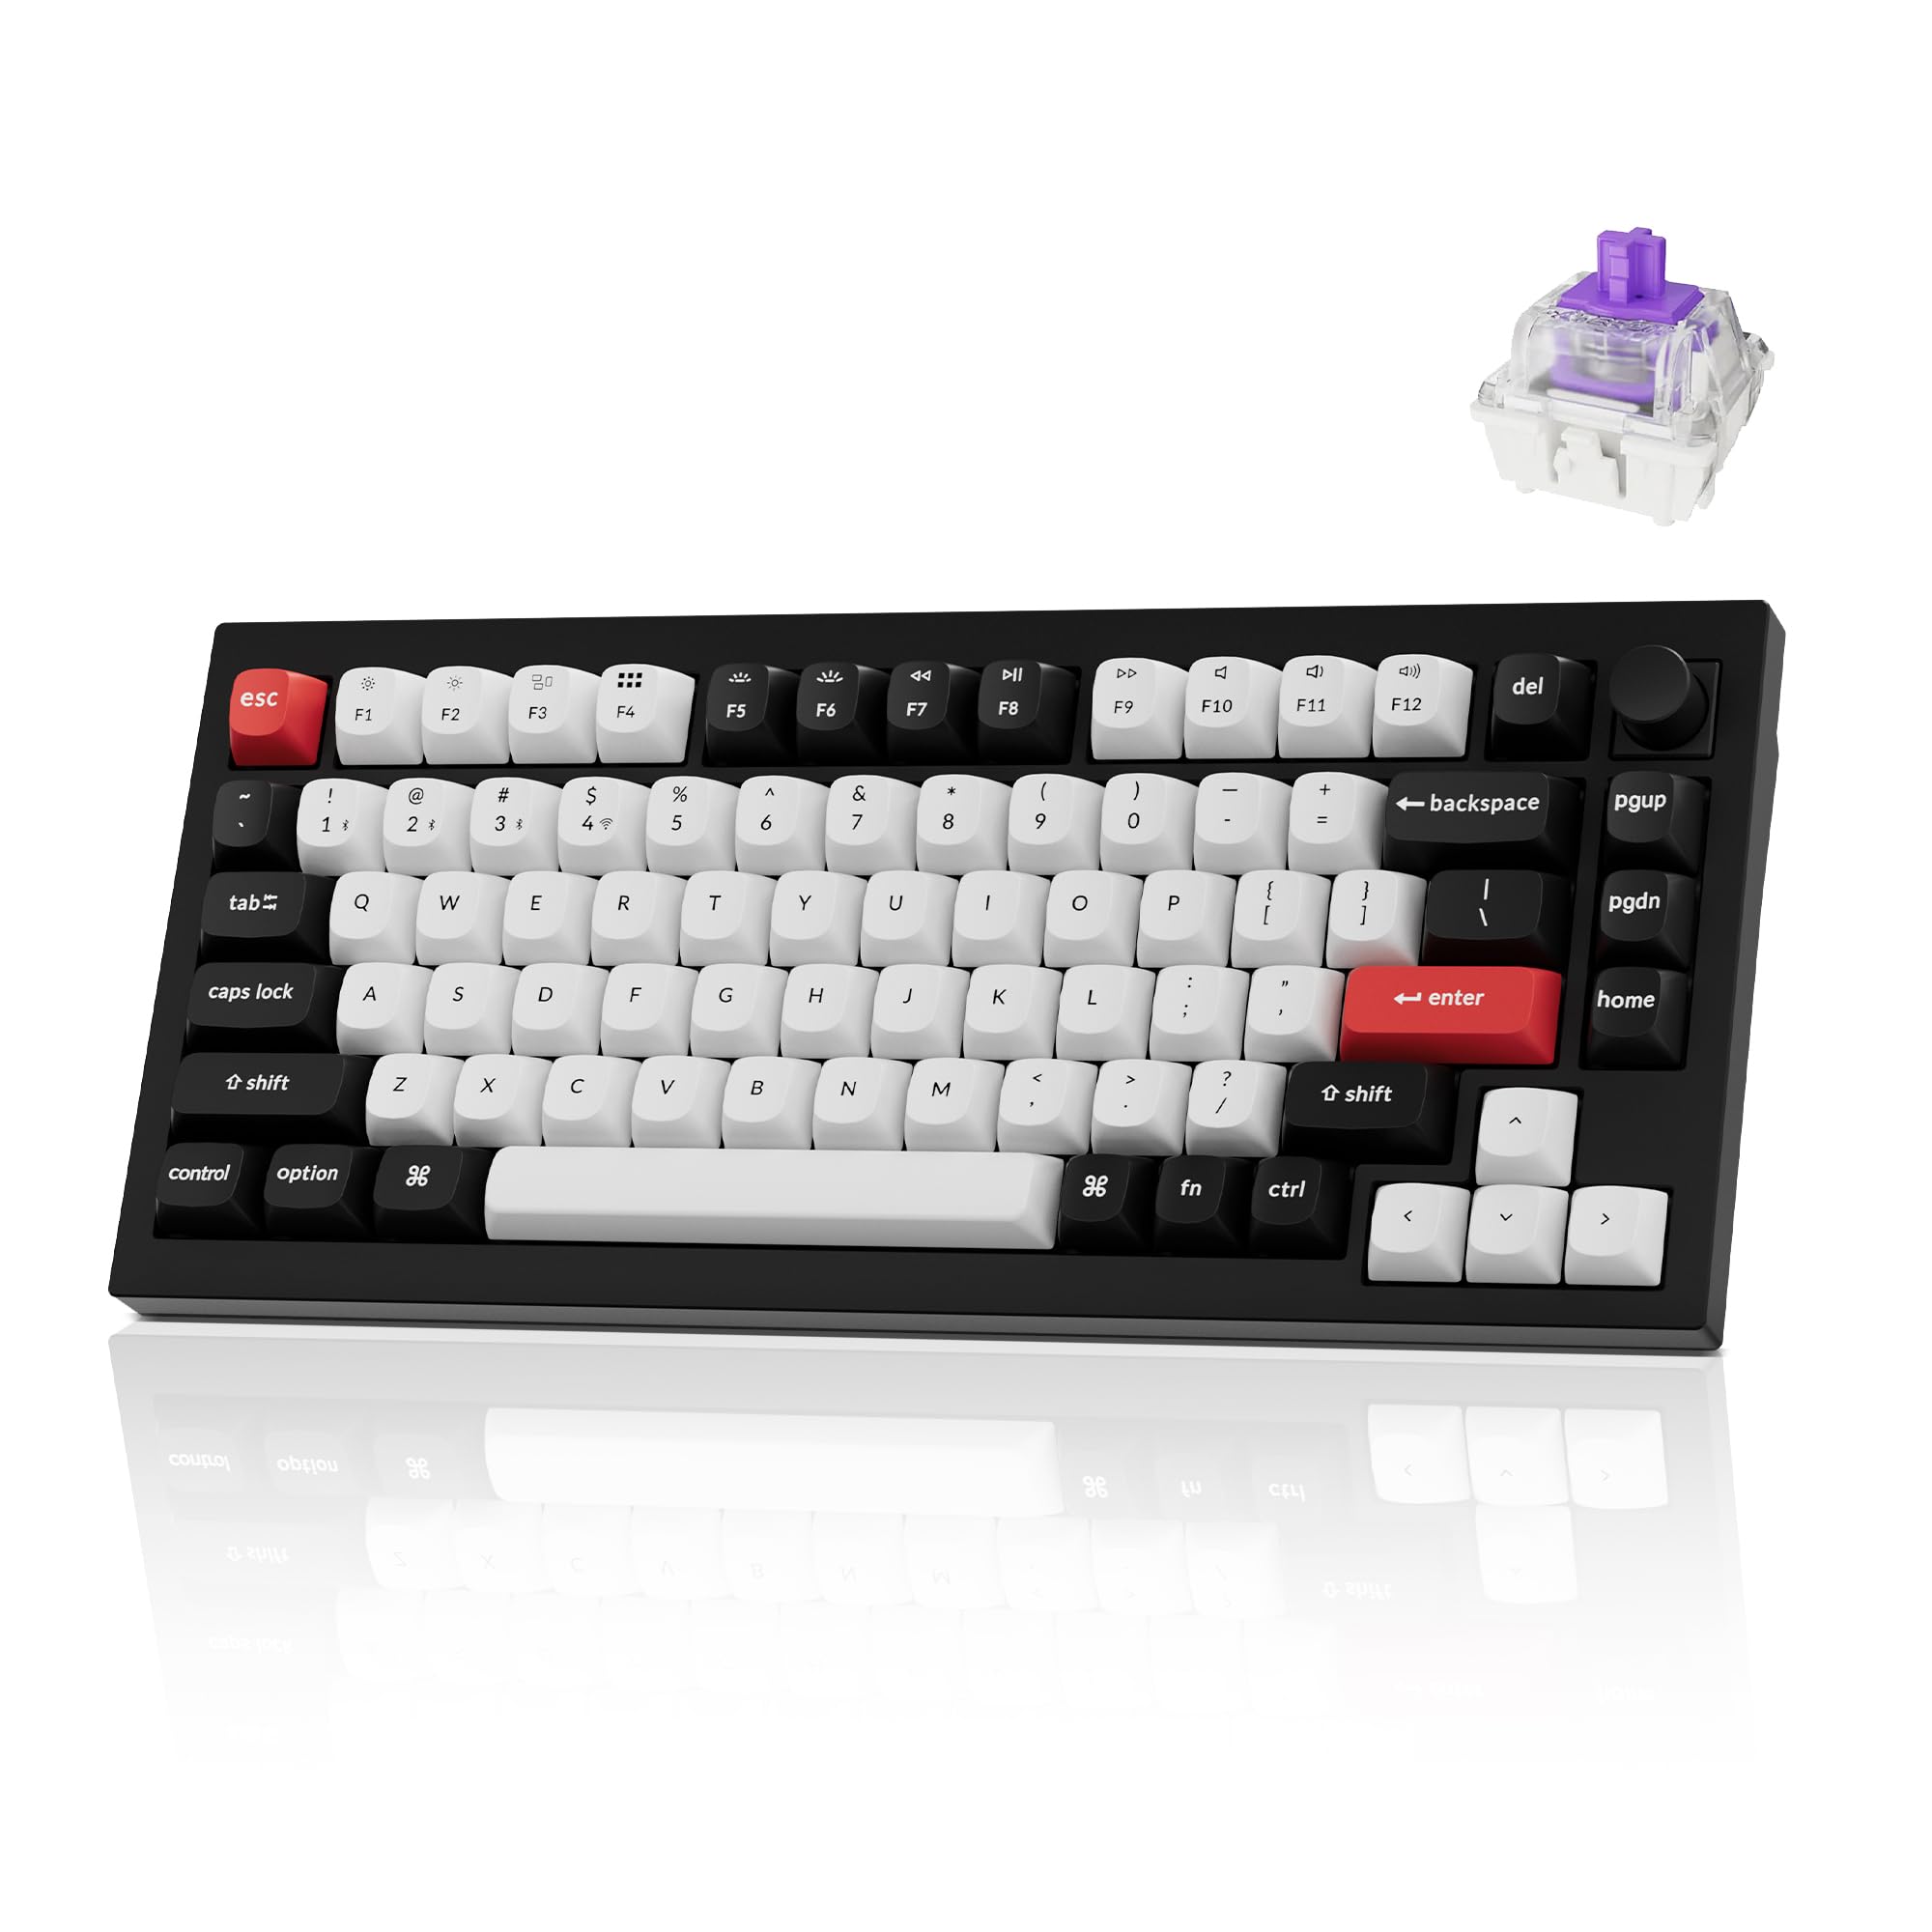 esc F1 F2 F3 F4 F5 F6 F7 F8 F9 F10 F11 F12 del
~ ! @ # $ % ^ & * ( ) — +
` 1 2 3 4 5 6 7 8 9 0 - = ← backspace pgup
tab Q W E R T Y U I O P { [ } ] | \ pgdn
caps lock A S D F G H J K L : ; " , ↵ enter home
⇧ shift Z X C V B N M < , > . ? / ⇧ shift ^
control option ⌘ ⌘ fn ctrl < ⌄ >